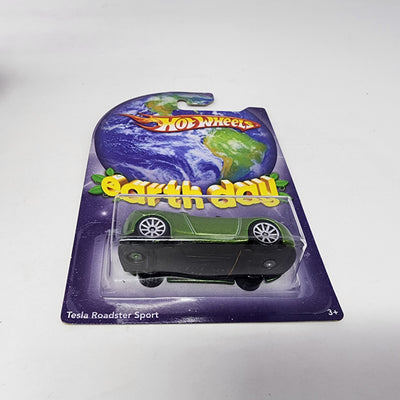 HOT WHEELS
earth day
Tesla Roadster Sport
3+